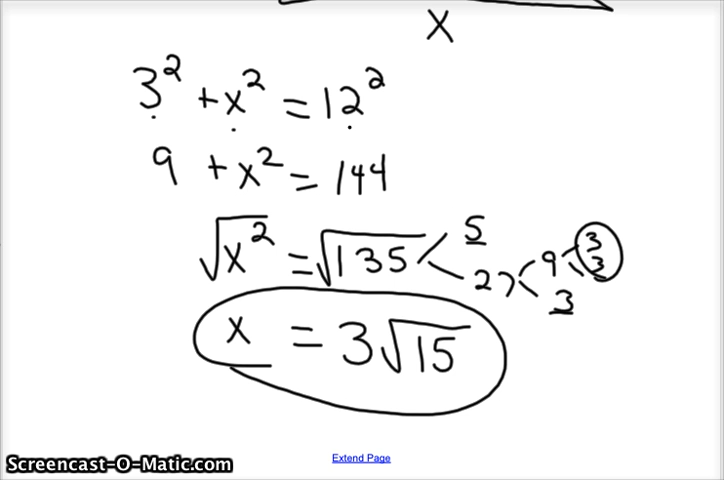 x
3² + x² = 12²
9 + x² = 144
√x² = √135 < 5
27 < 9 < 3
3
3
x = 3√15
Extend Page
Screencast-O-Matic.com